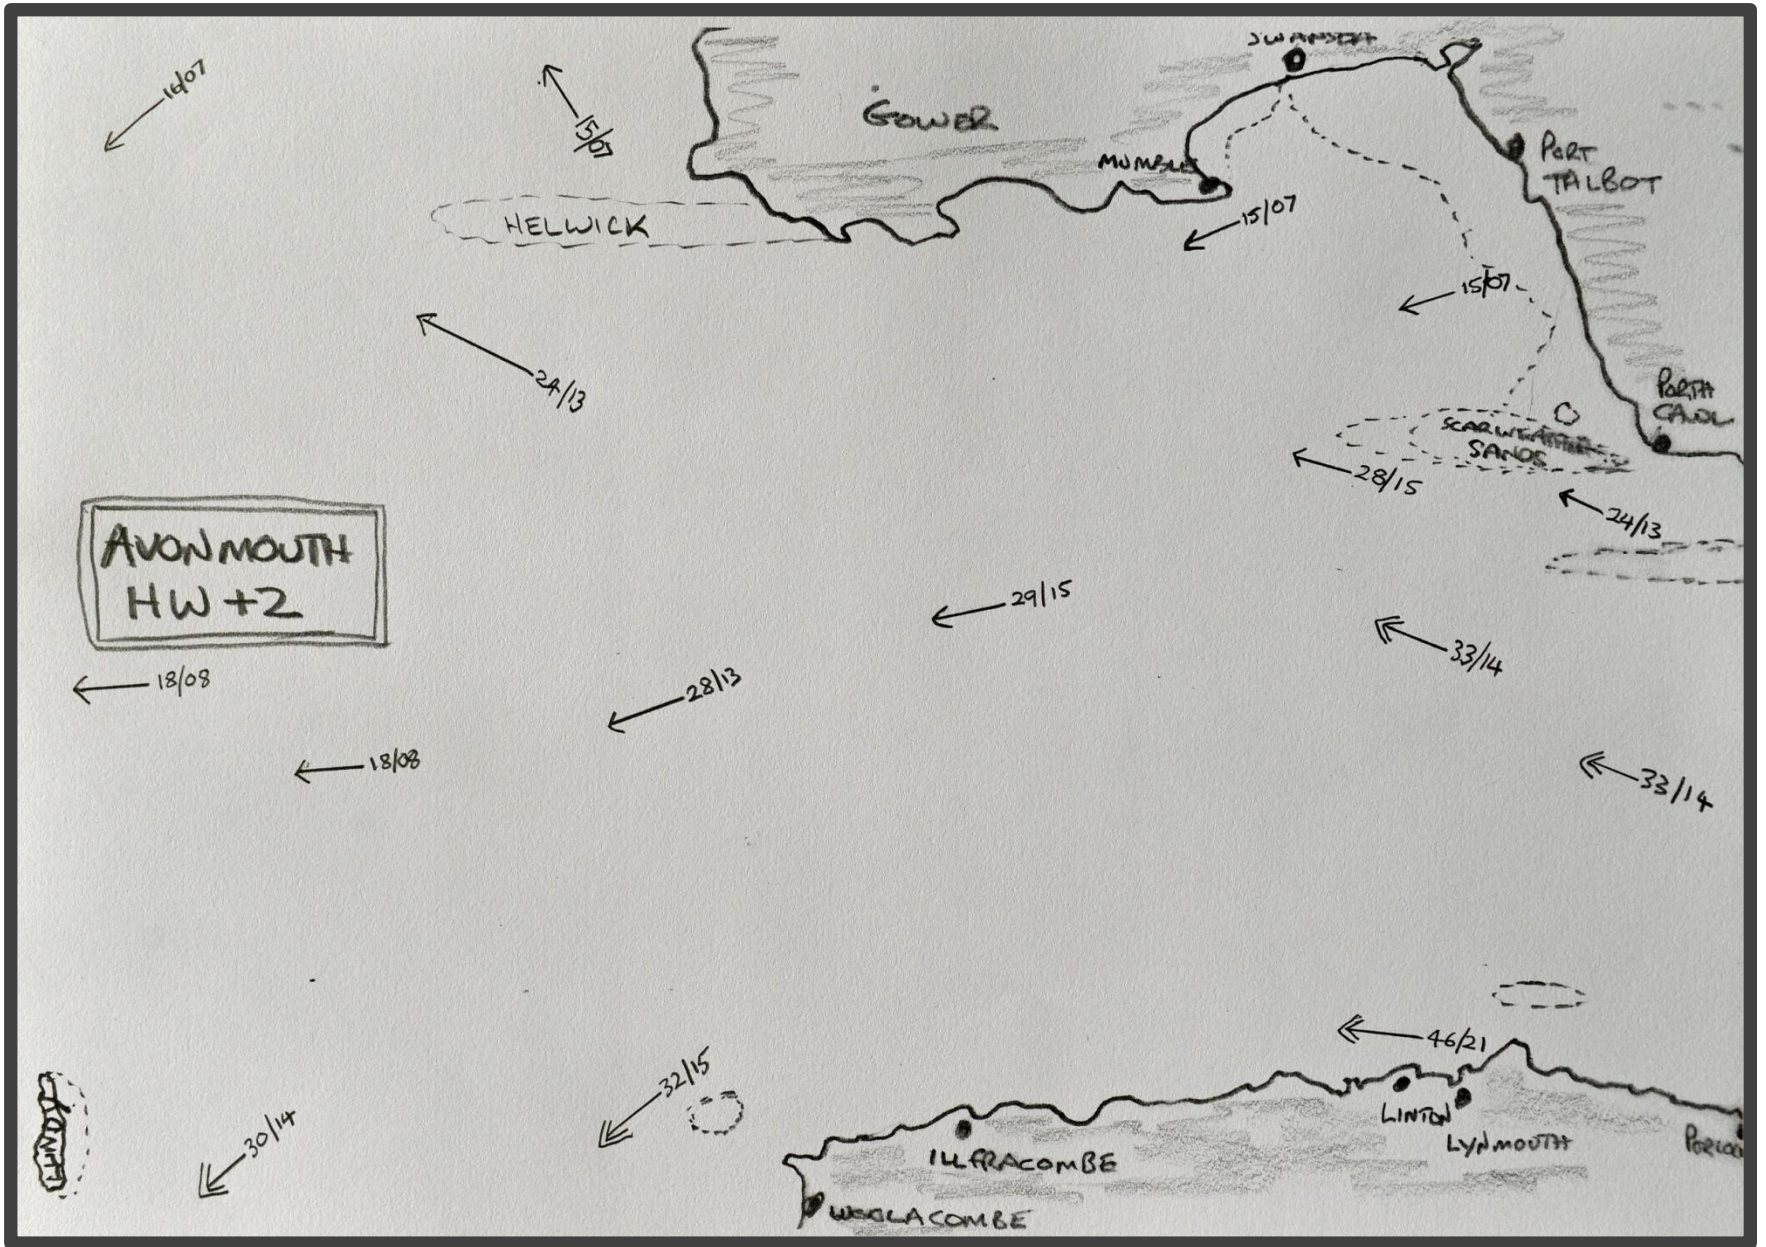 SWANSEA
16/07
15/07
GOWER
MUMBLES
PORT
TALBOT
HELWICK
15/07
15/07
24/13
PORTH
CAWL
SCARWEATHER
SANDS
28/15
24/13
AVONMOUTH
HW +2
29/15
33/14
18/08
28/13
18/08
33/14
46/21
32/15
LUNDY
30/14
LINTON
LYNMOUTH
ILLFRACOMBE
WOOLACOMBE